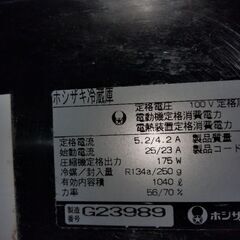 ホシザキ冷蔵庫
定格電圧 100V 定格
電動機定格消費電力
電熱装置定格消費電力
定格電流 5.2/4.2 A 製品質量
始動電流 25/23 A 製品コード
圧縮機定格出力 175 W
冷媒/封入量 R134a/250 g
有効内容積 1040 ℓ
力率 56/70 %
製造番号 G23989
ホシザ